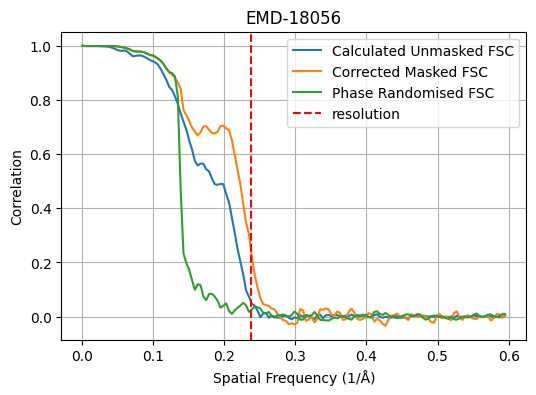 EMD-18056
Calculated Unmasked FSC
Corrected Masked FSC
Phase Randomised FSC
resolution
Correlation
1.0
0.8
0.6
0.4
0.2
0.0
0.0 0.1 0.2 0.3 0.4 0.5 0.6
Spatial Frequency (1/Å)